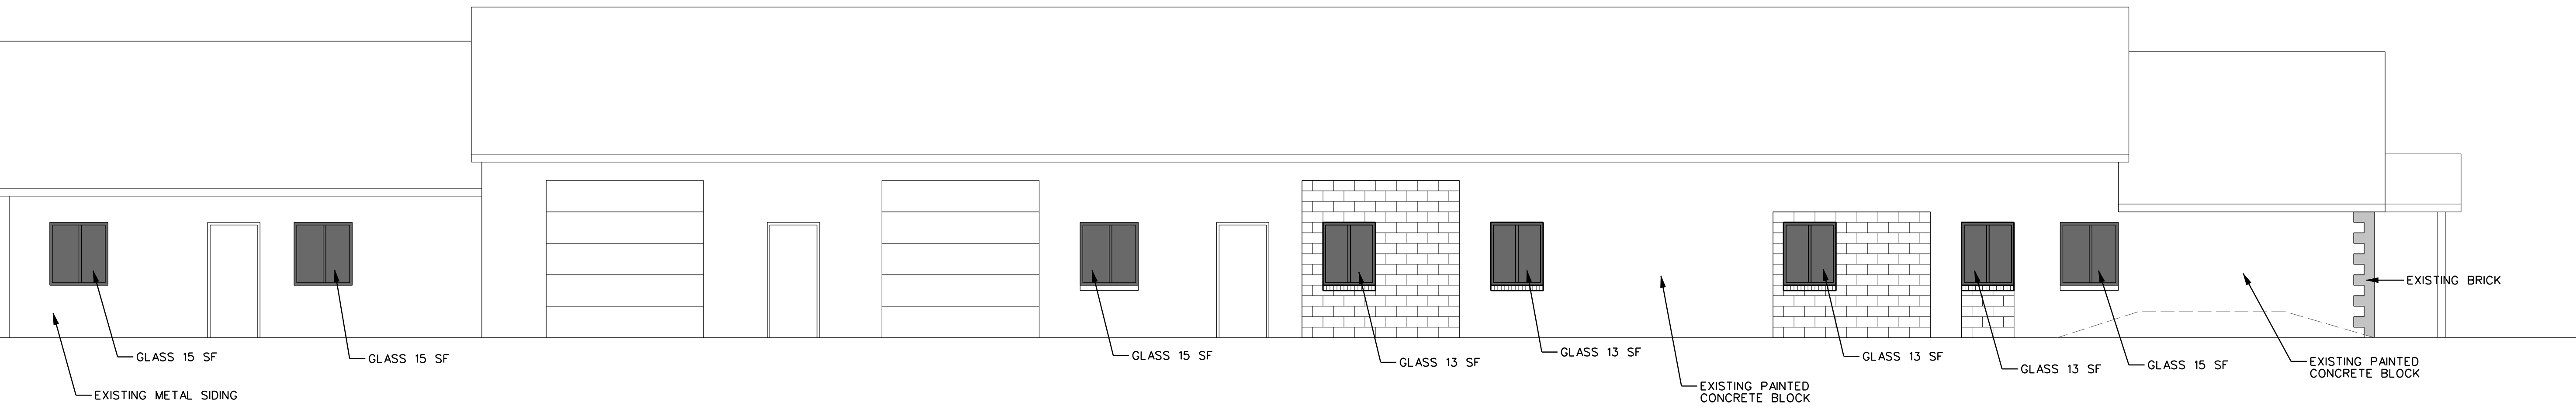 EXISTING BRICK
GLASS 15 SF
GLASS 15 SF
GLASS 15 SF
GLASS 13 SF
GLASS 13 SF
GLASS 13 SF
GLASS 13 SF
GLASS 15 SF
EXISTING PAINTED
CONCRETE BLOCK
EXISTING METAL SIDING
EXISTING PAINTED
CONCRETE BLOCK